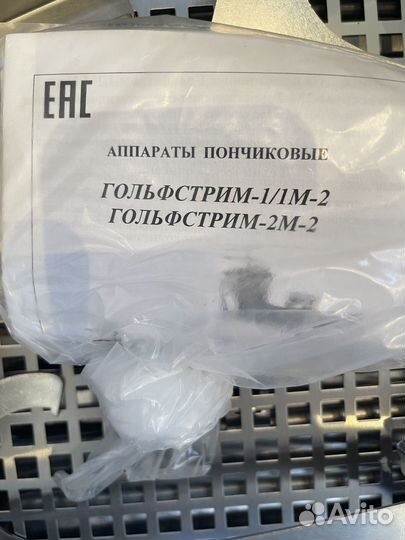 ЕАС
АППАРАТЫ ПОНЧИКОВЫЕ
ГОЛЬФСТРИМ-1/1М-2
ГОЛЬФСТРИМ-2М-2
Avito